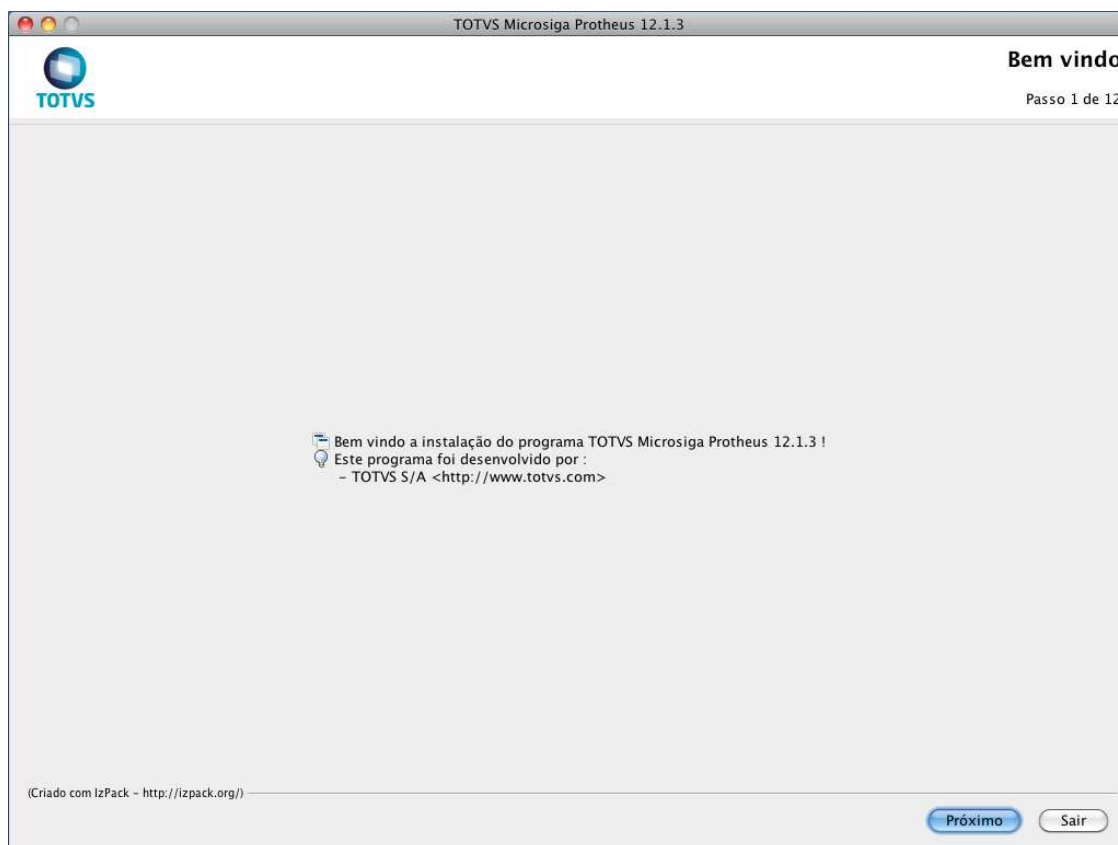 TOTVS Microsiga Protheus 12.1.3
TOTVS
Bem vindo
Passo 1 de 12
Bem vindo a instalação do programa TOTVS Microsiga Protheus 12.1.3 !
Este programa foi desenvolvido por :
- TOTVS S/A <http://www.totvs.com>
(Criado com IzPack - http://izpack.org/)
Próximo
Sair